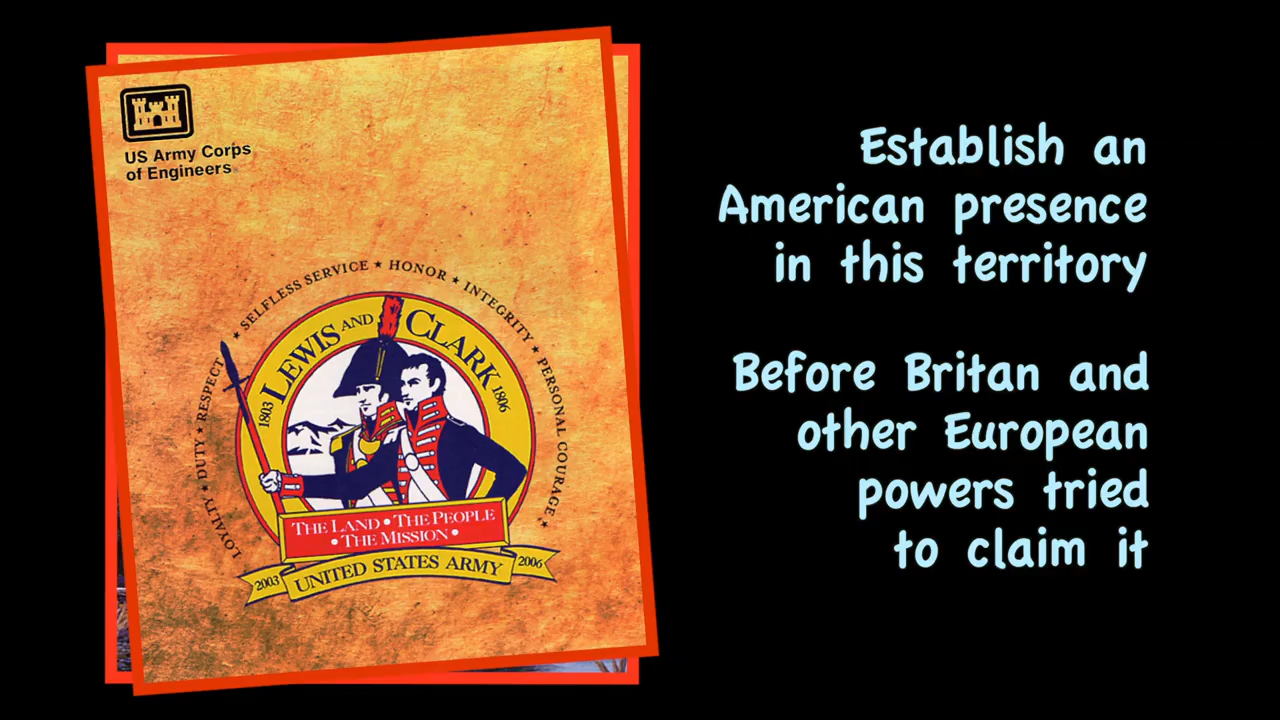 US Army Corps
of Engineers
LOYALTY ★ DUTY ★ RESPECT ★ SELFLESS SERVICE ★ HONOR ★ INTEGRITY ★ PERSONAL COURAGE ★
1803 LEWIS AND CLARK 1806
THE LAND • THE PEOPLE
• THE MISSION •
2003 UNITED STATES ARMY 2006
Establish an
American presence
in this territory
Before Britan and
other European
powers tried
to claim it